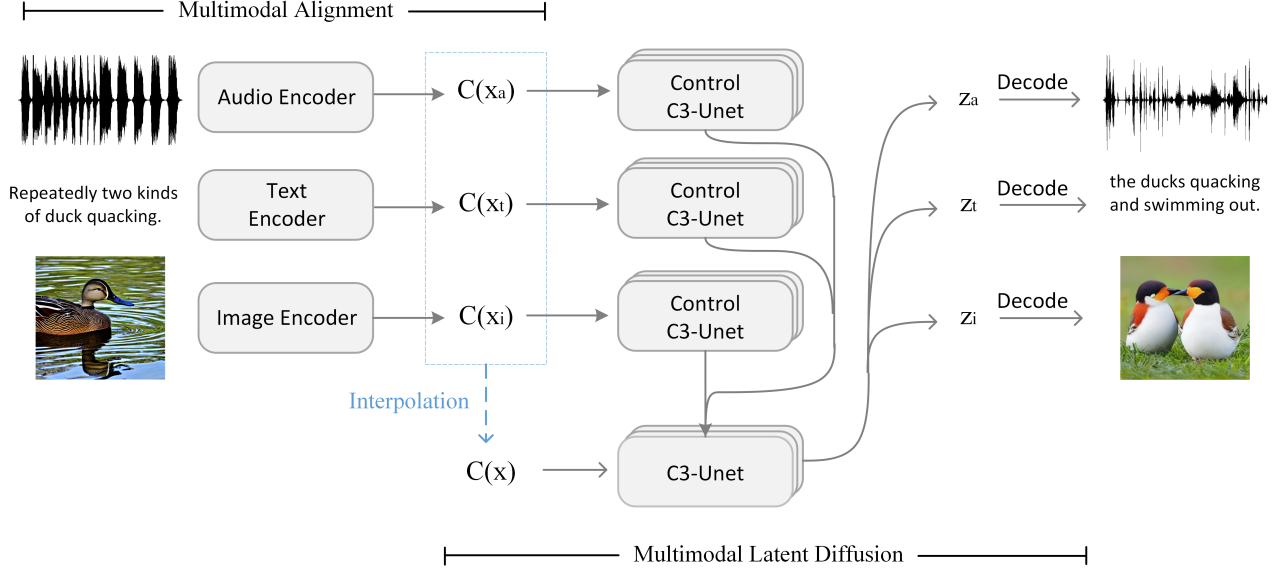 Multimodal Alignment
Audio Encoder
C(xa)
Control
C3-Unet
za
Decode
Repeatedly two kinds
of duck quacking.
Text
Encoder
C(xt)
Control
C3-Unet
zt
Decode
the ducks quacking
and swimming out.
Image Encoder
C(xi)
Control
C3-Unet
zi
Decode
Interpolation
C(x)
C3-Unet
Multimodal Latent Diffusion